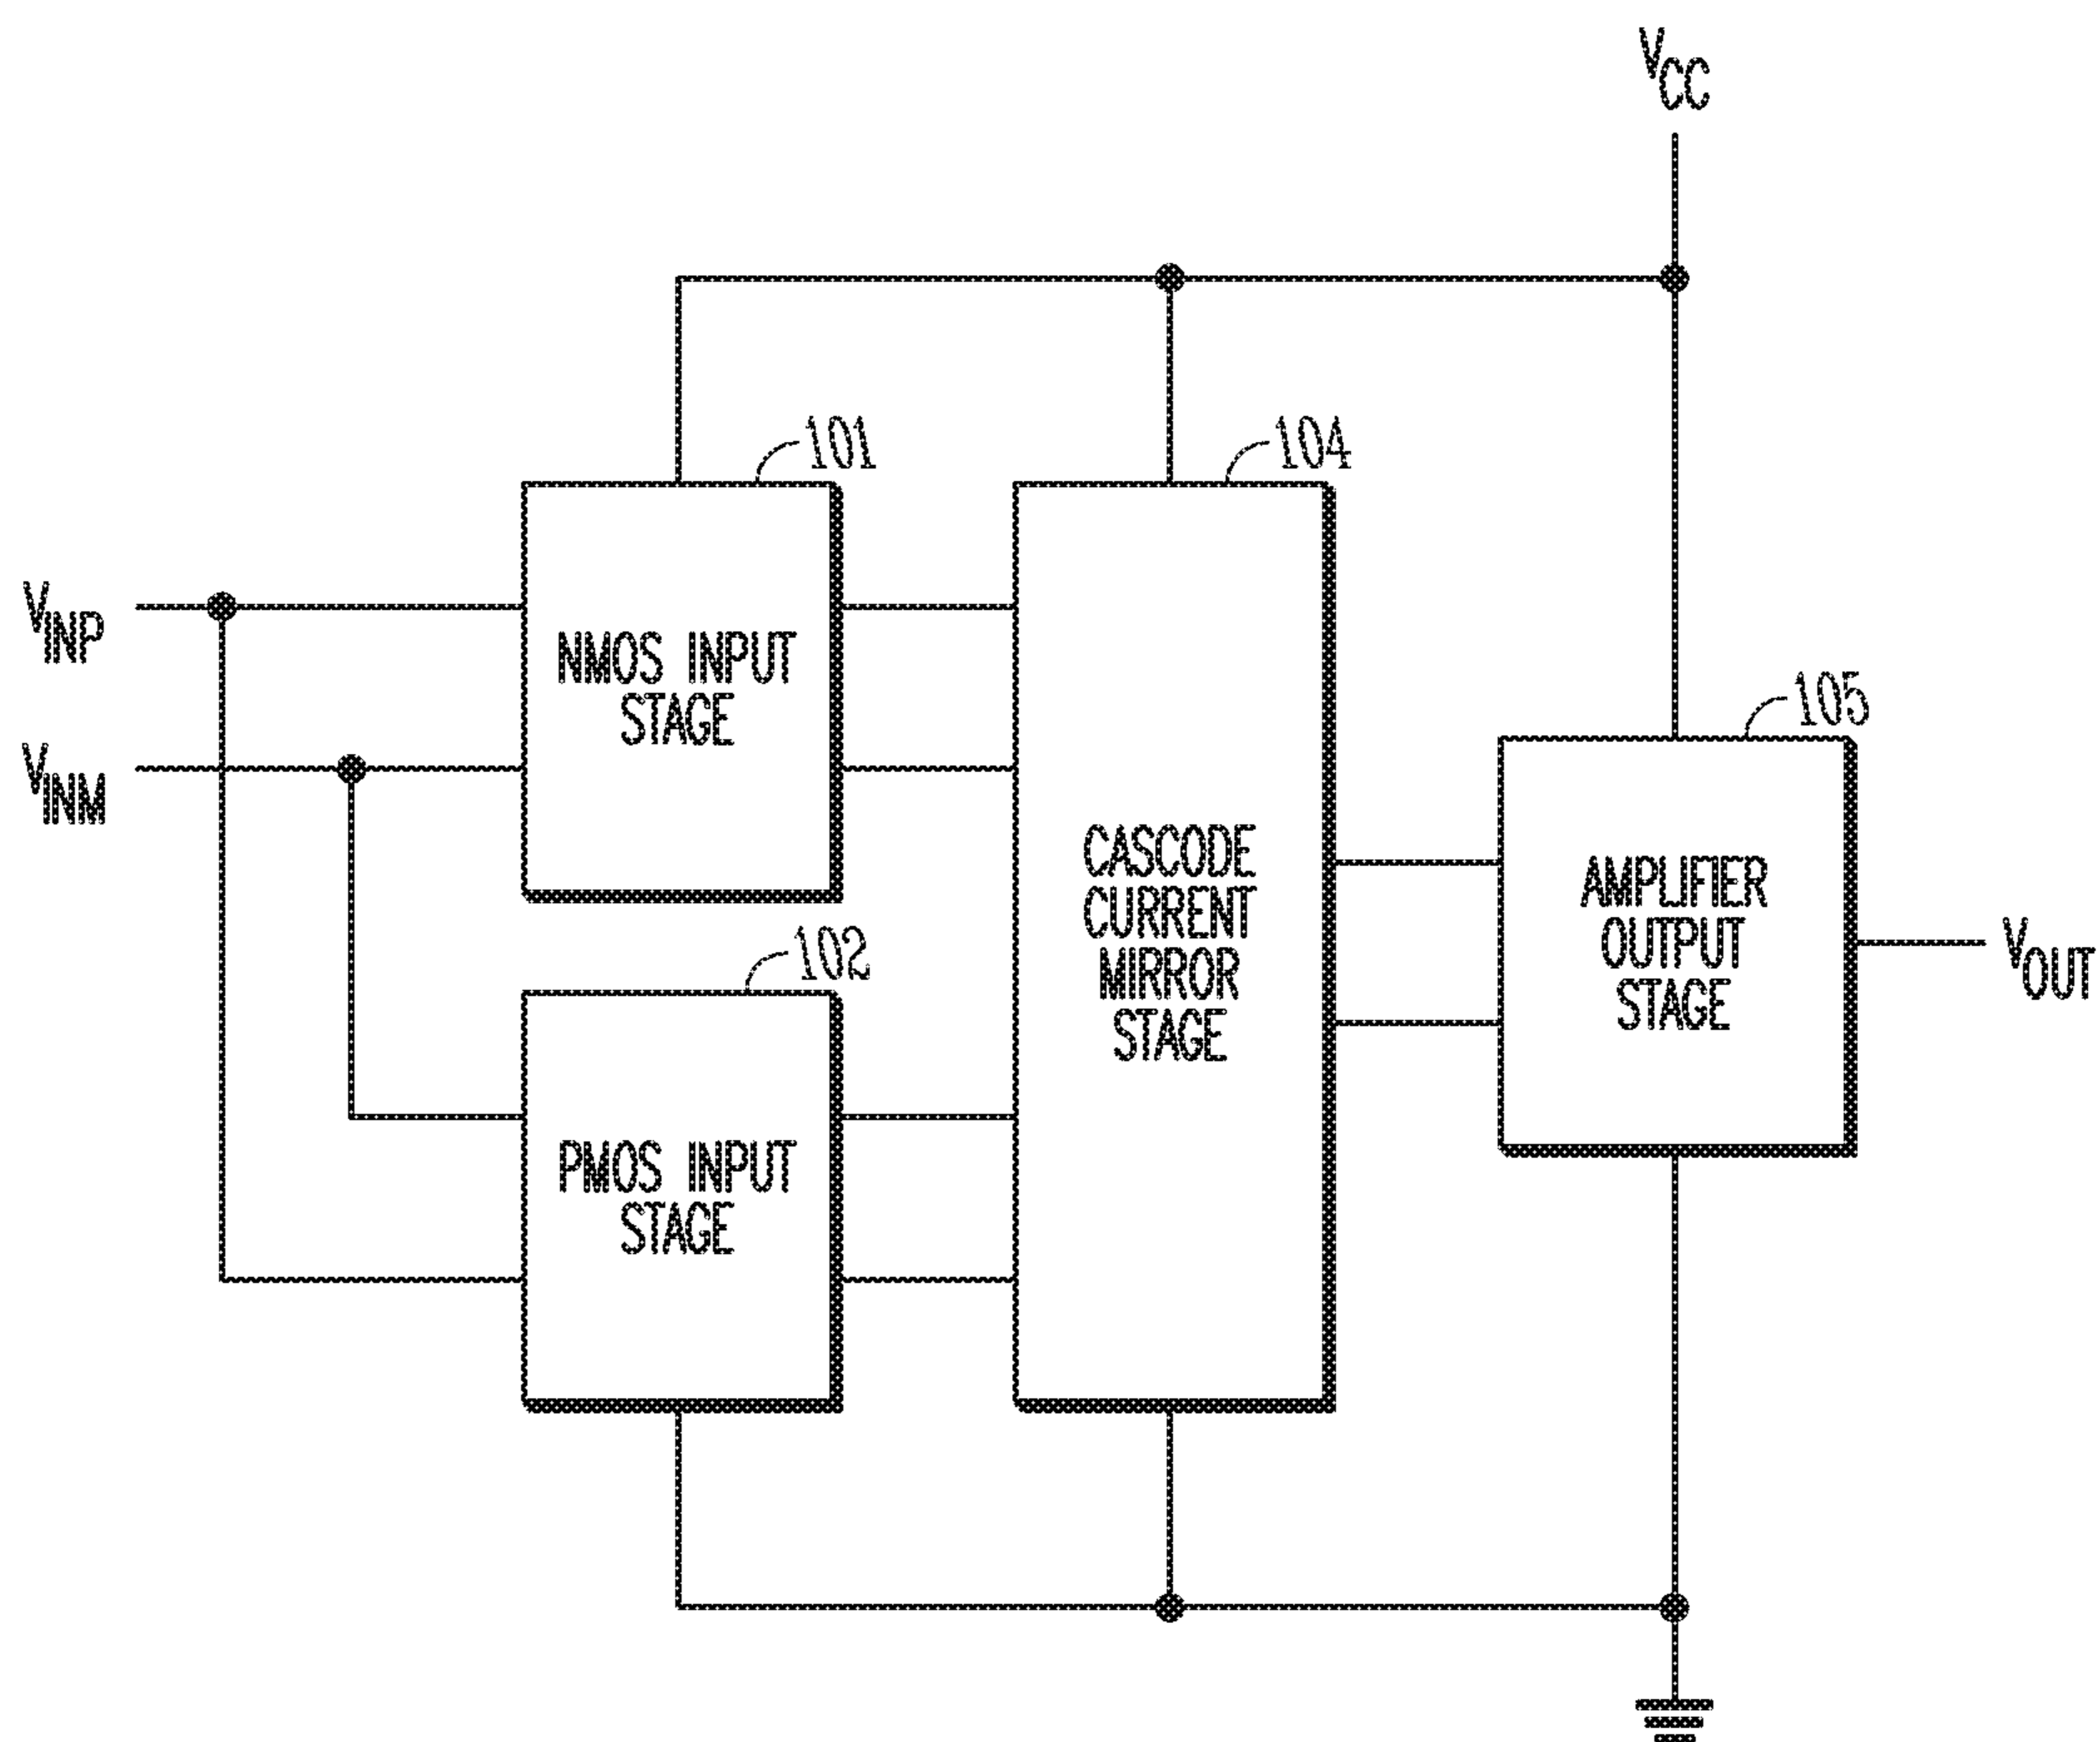 VCC
101
104
VINP
NMOS INPUT
STAGE
105
VINM
CASCODE
CURRENT
MIRROR
STAGE
AMPLIFIER
OUTPUT
STAGE
VOUT
102
PMOS INPUT
STAGE